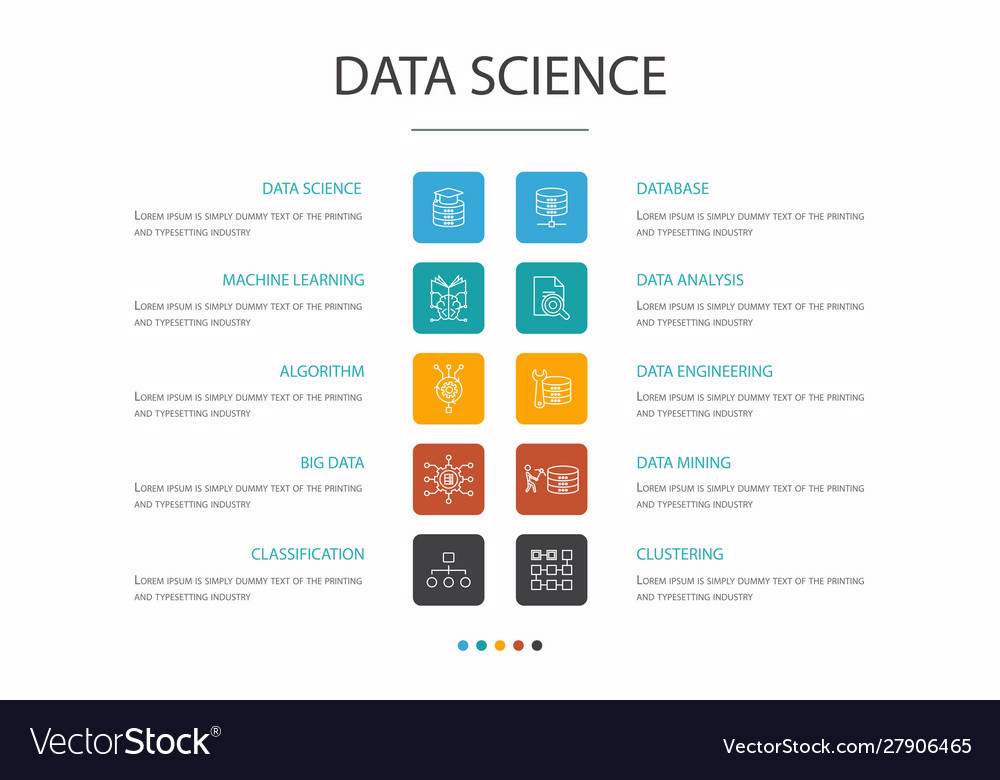 DATA SCIENCE
DATA SCIENCE
Lorem ipsum is simply dummy text of the printing
and typesetting industry
DATABASE
Lorem ipsum is simply dummy text of the printing
and typesetting industry
MACHINE LEARNING
Lorem ipsum is simply dummy text of the printing
and typesetting industry
DATA ANALYSIS
Lorem ipsum is simply dummy text of the printing
and typesetting industry
ALGORITHM
Lorem ipsum is simply dummy text of the printing
and typesetting industry
DATA ENGINEERING
Lorem ipsum is simply dummy text of the printing
and typesetting industry
BIG DATA
Lorem ipsum is simply dummy text of the printing
and typesetting industry
DATA MINING
Lorem ipsum is simply dummy text of the printing
and typesetting industry
CLASSIFICATION
Lorem ipsum is simply dummy text of the printing
and typesetting industry
CLUSTERING
Lorem ipsum is simply dummy text of the printing
and typesetting industry
VectorStock®
VectorStock.com/27906465